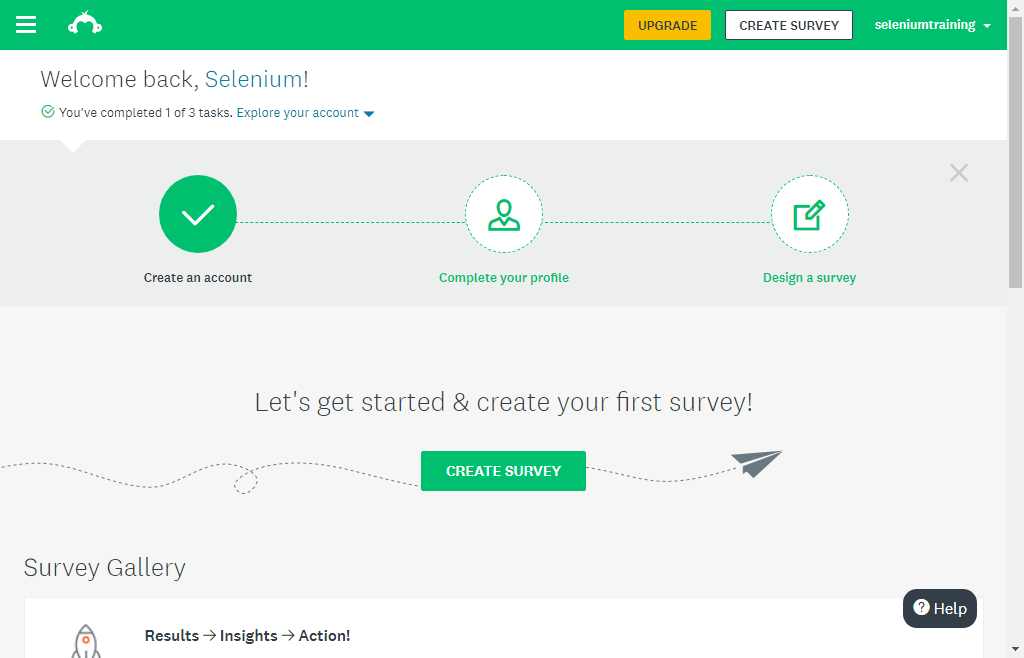 UPGRADE CREATE SURVEY seleniumtraining
Welcome back, Selenium!
You've completed 1 of 3 tasks. Explore your account
Create an account Complete your profile Design a survey
Let's get started & create your first survey!
CREATE SURVEY
Survey Gallery
? Help
Results → Insights → Action!